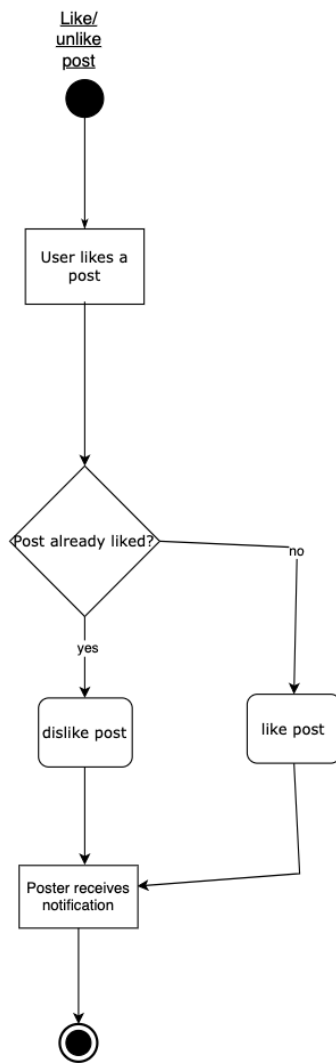 Like/
unlike
post
User likes a
post
Post already liked?
no
yes
dislike post
like post
Poster receives
notification